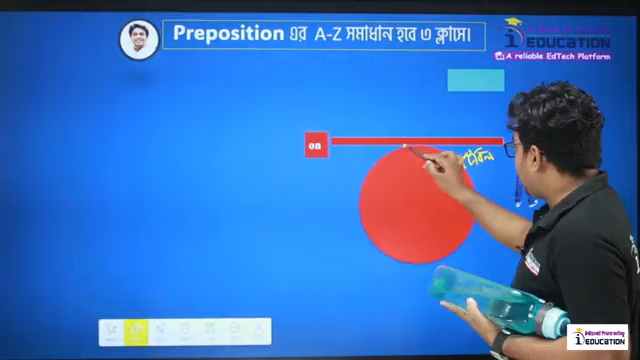 Preposition এর A-Z সমাধান হবে ৩ ক্লাসে।
EDUCATION
A reliable EdTech Platform
on
টেবিল
EDUCATION